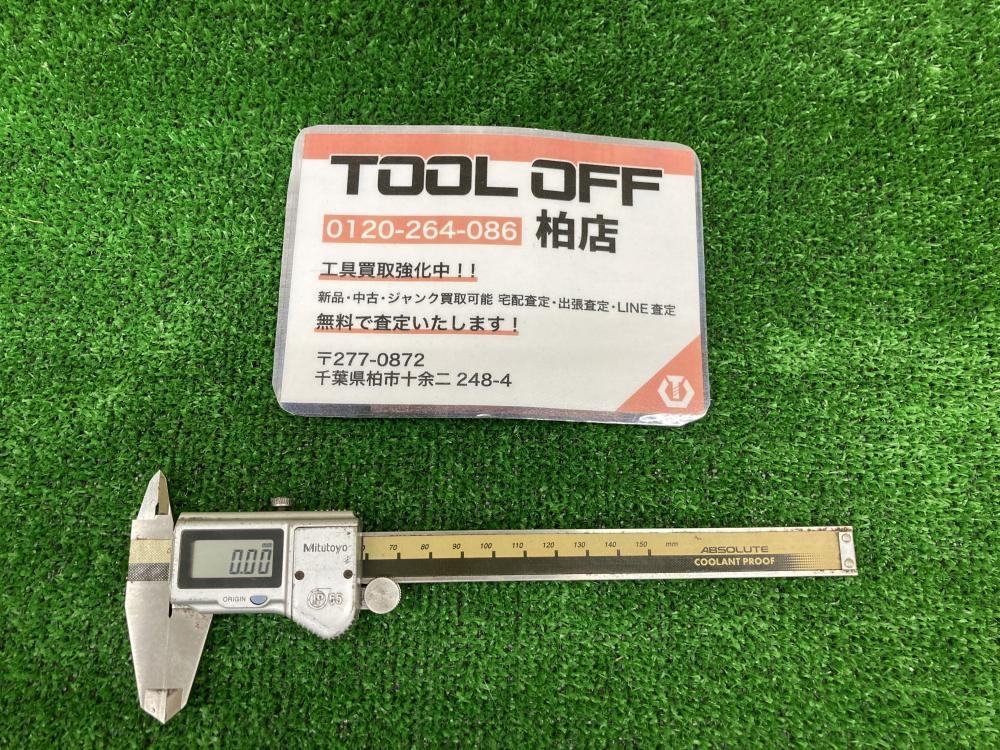 TOOL OFF
0120-264-086 柏店
工具買取強化中!!
新品・中古・ジャンク買取可能 宅配査定・出張査定・LINE査定
無料で査定いたします!
〒277-0872
千葉県柏市十余二 248-4
Mitutoyo
0.00 mm
ORIGIN
IP 65
70 80 90 100 110 120 130 140 150 mm
ABSOLUTE
COOLANT PROOF